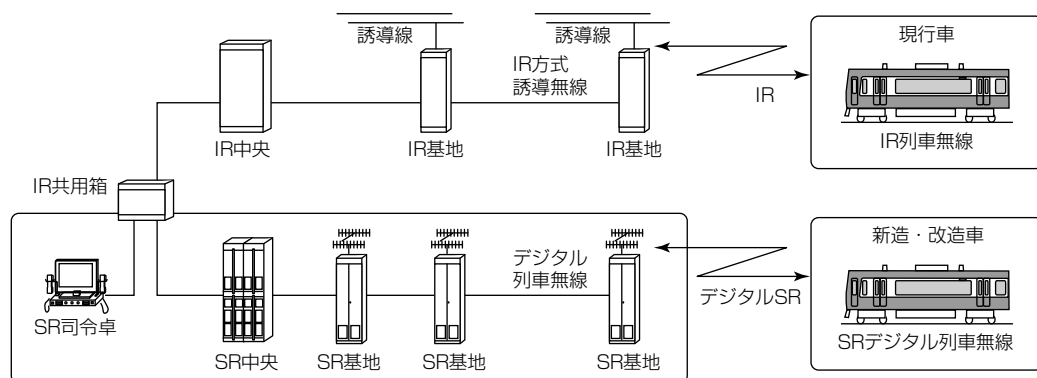 誘導線
誘導線
IR方式
誘導無線
IR
現行車
IR列車無線
IR中央
IR基地
IR基地
IR共用箱
デジタル
列車無線
デジタルSR
新造・改造車
SRデジタル列車無線
SR司令卓
SR中央
SR基地
SR基地
SR基地